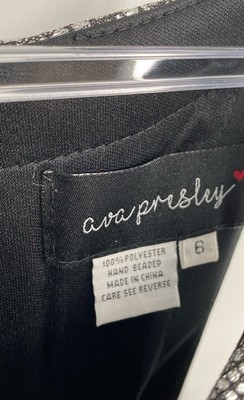 ava presley
6
100% POLYESTER
HAND BEADED
MADE IN CHINA
CARE SEE REVERSE